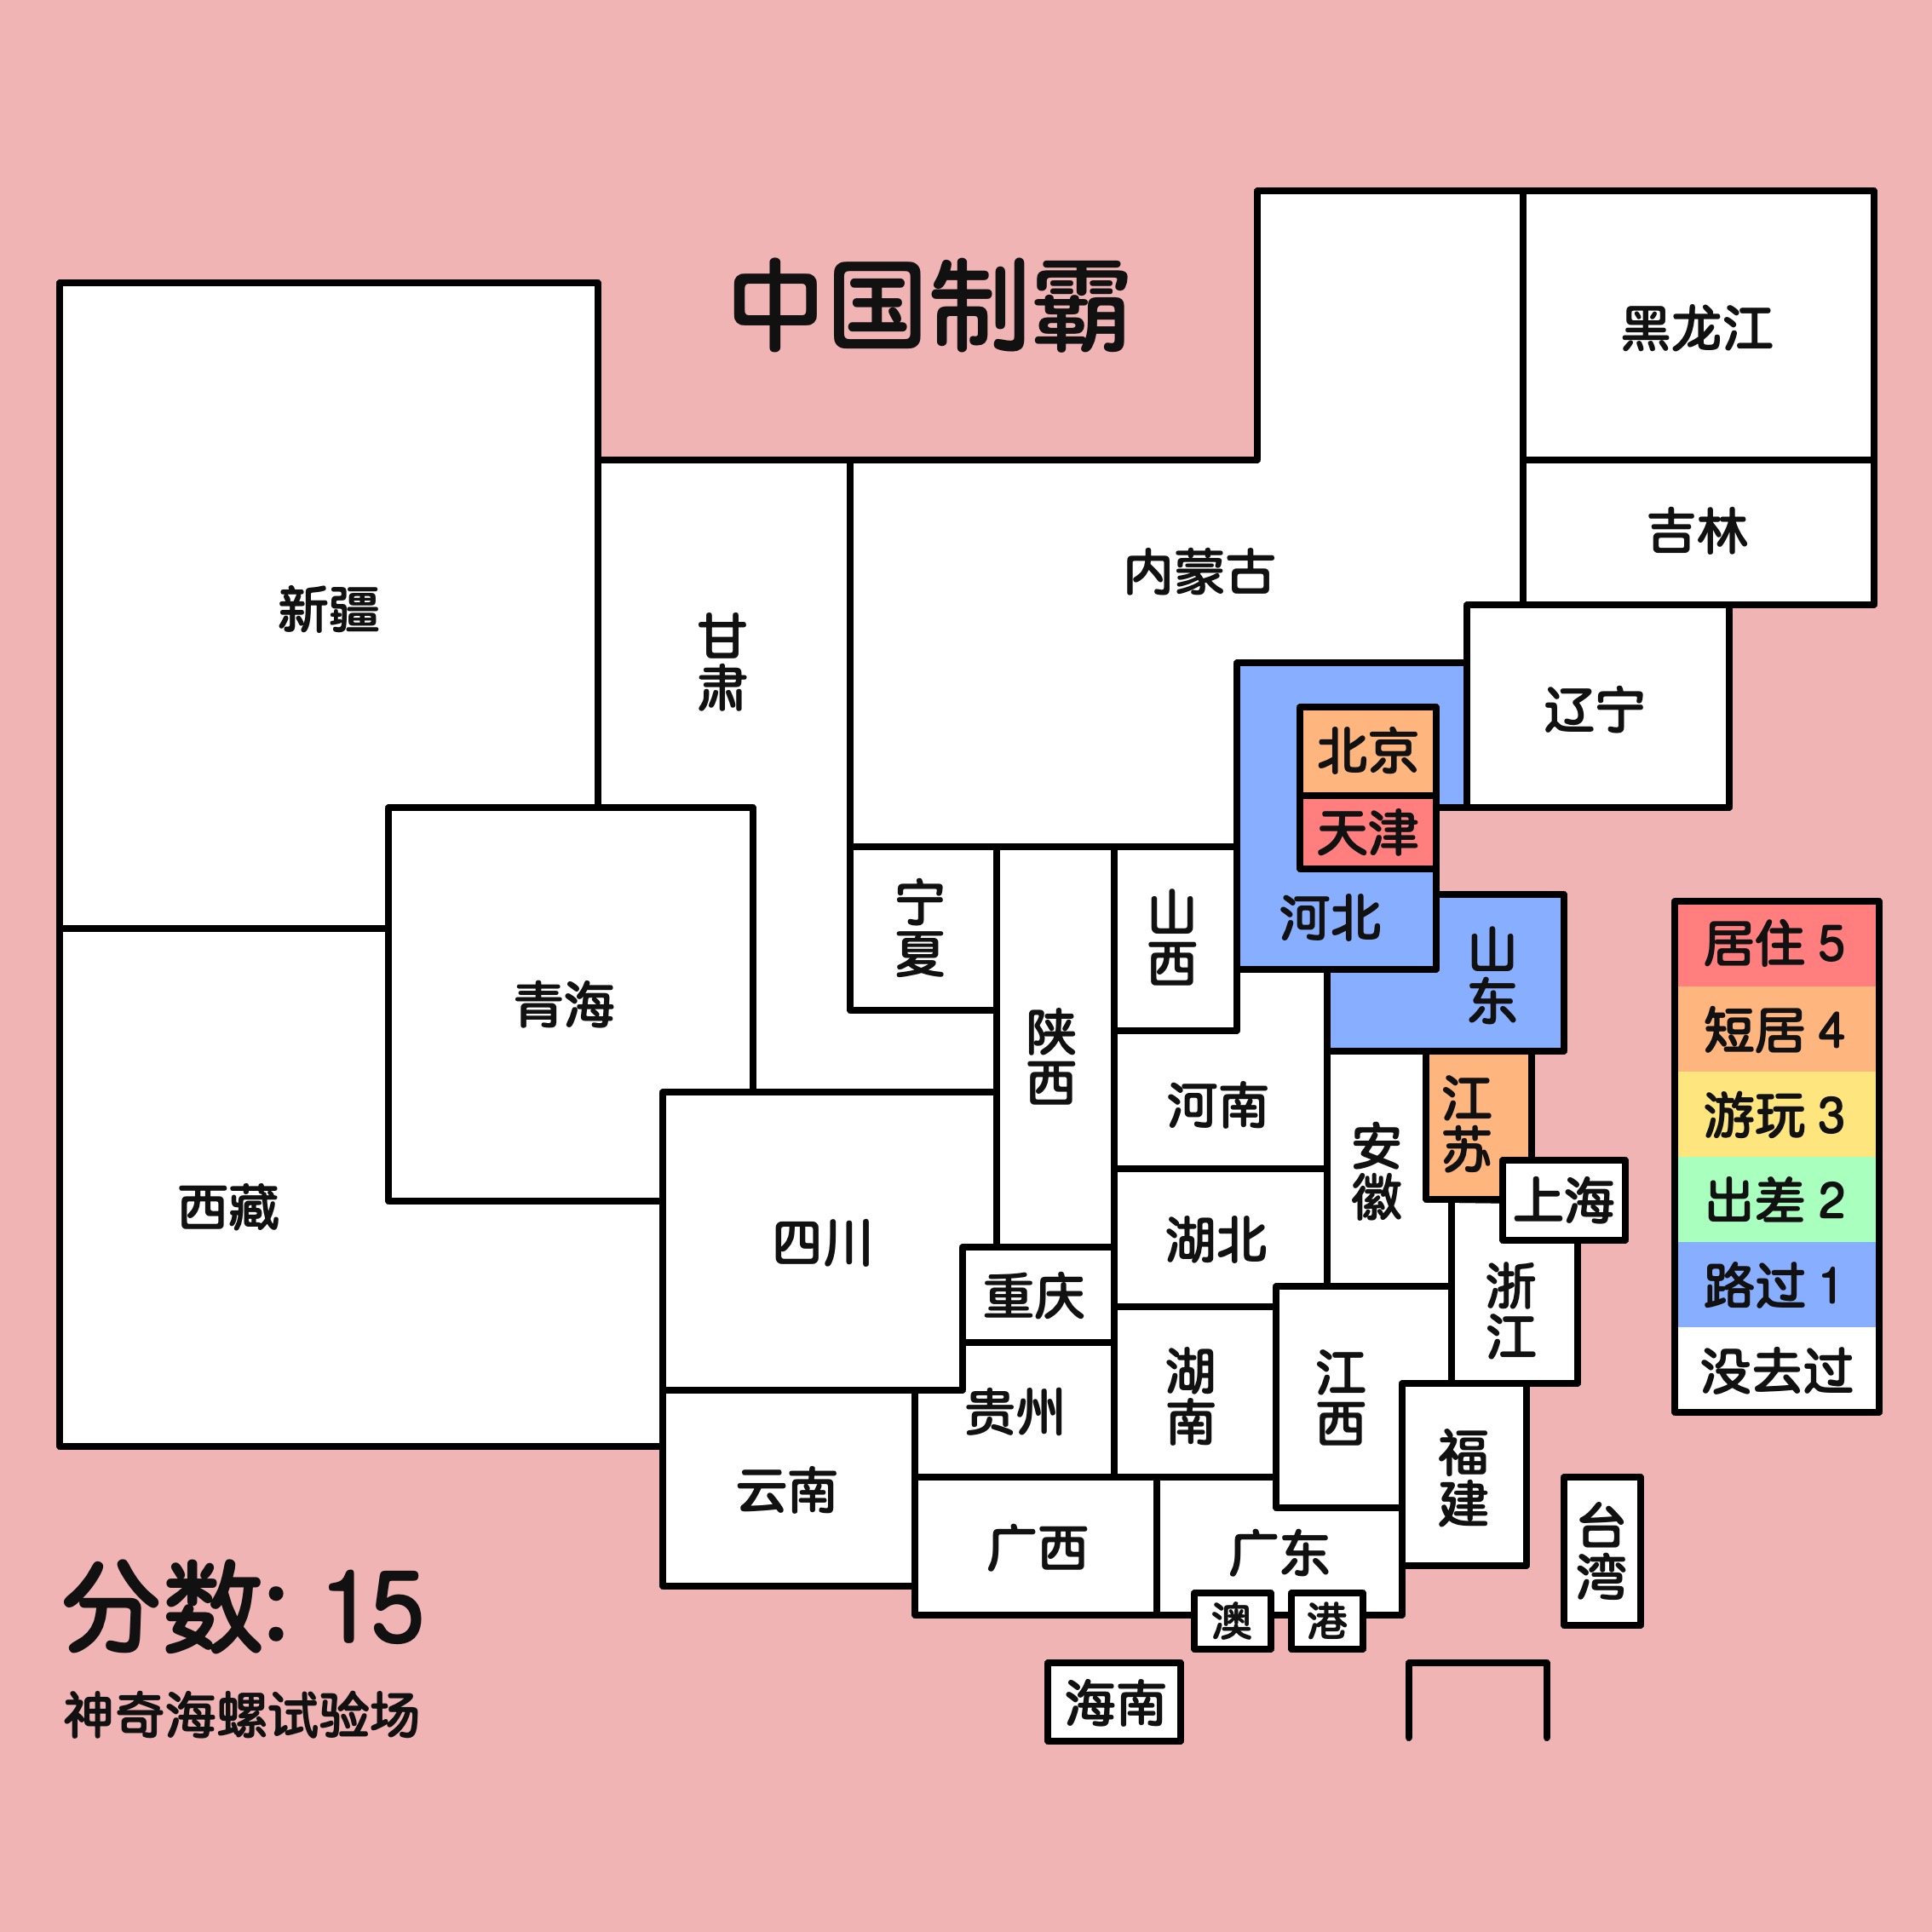 中国制霸
黑龙江
吉林
内蒙古
新疆
甘肃
辽宁
北京
天津
河北
宁夏
山西
山东
青海
陕西
河南
江苏
安徽
西藏
上海
四川
湖北
重庆
浙江
湖南
江西
贵州
福建
云南
广西
广东
台湾
澳
港
海南
居住 5
短居 4
游玩 3
出差 2
路过 1
没去过
分数: 15
神奇海螺试验场